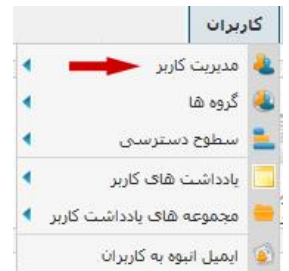 کاربران
مدیریت کاربر
گروه ها
سطوح دسترسی
یادداشت های کاربر
مجموعه های یادداشت کاربر
ایمیل انبوه به کاربران